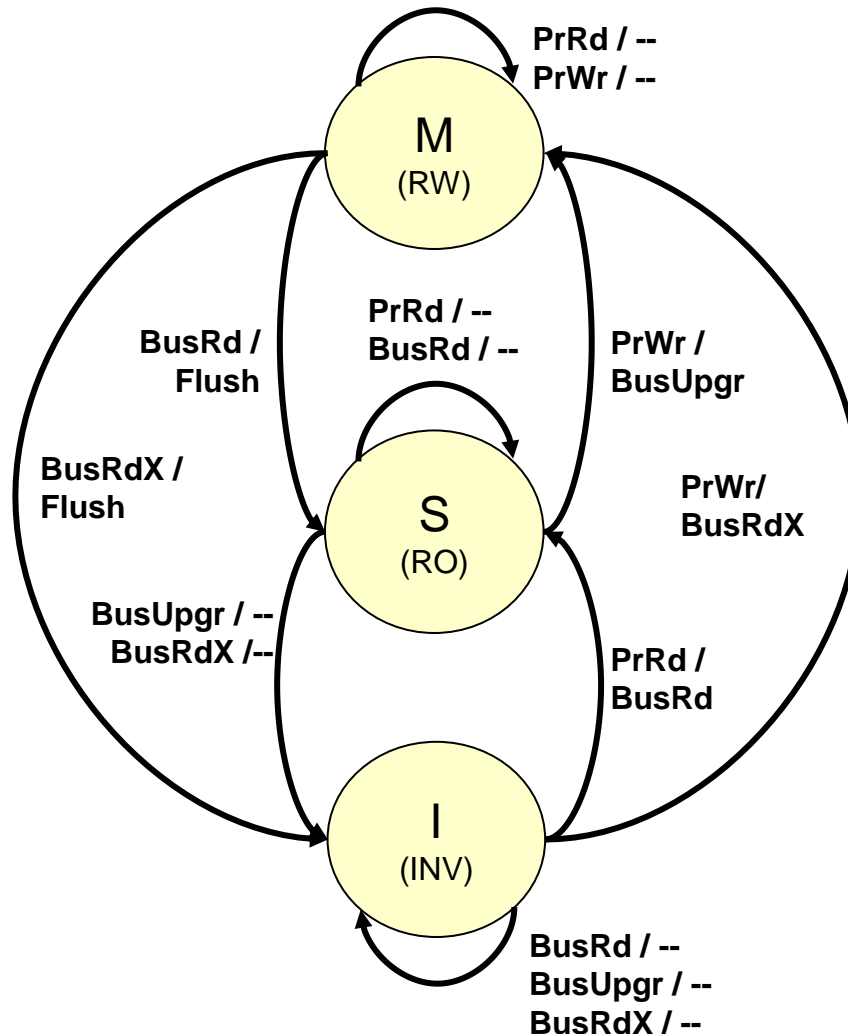 PrRd / --
PrWr / --
M
(RW)
PrRd / --
BusRd / --
BusRd /
Flush
PrWr /
BusUpgr
BusRdX /
Flush
PrWr/
BusRdX
S
(RO)
BusUpgr / --
BusRdX /--
PrRd /
BusRd
I
(INV)
BusRd / --
BusUpgr / --
BusRdX / --